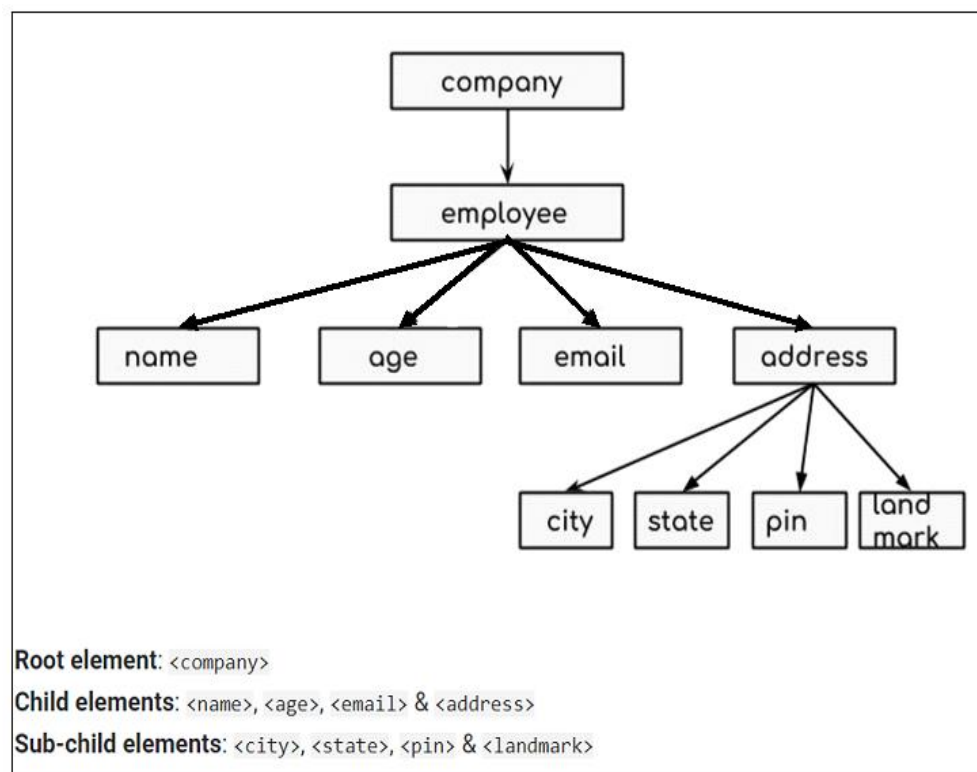 company
employee
name
age
email
address
city
state
pin
land
mark
Root element: <company>
Child elements: <name>, <age>, <email> & <address>
Sub-child elements: <city>, <state>, <pin> & <landmark>